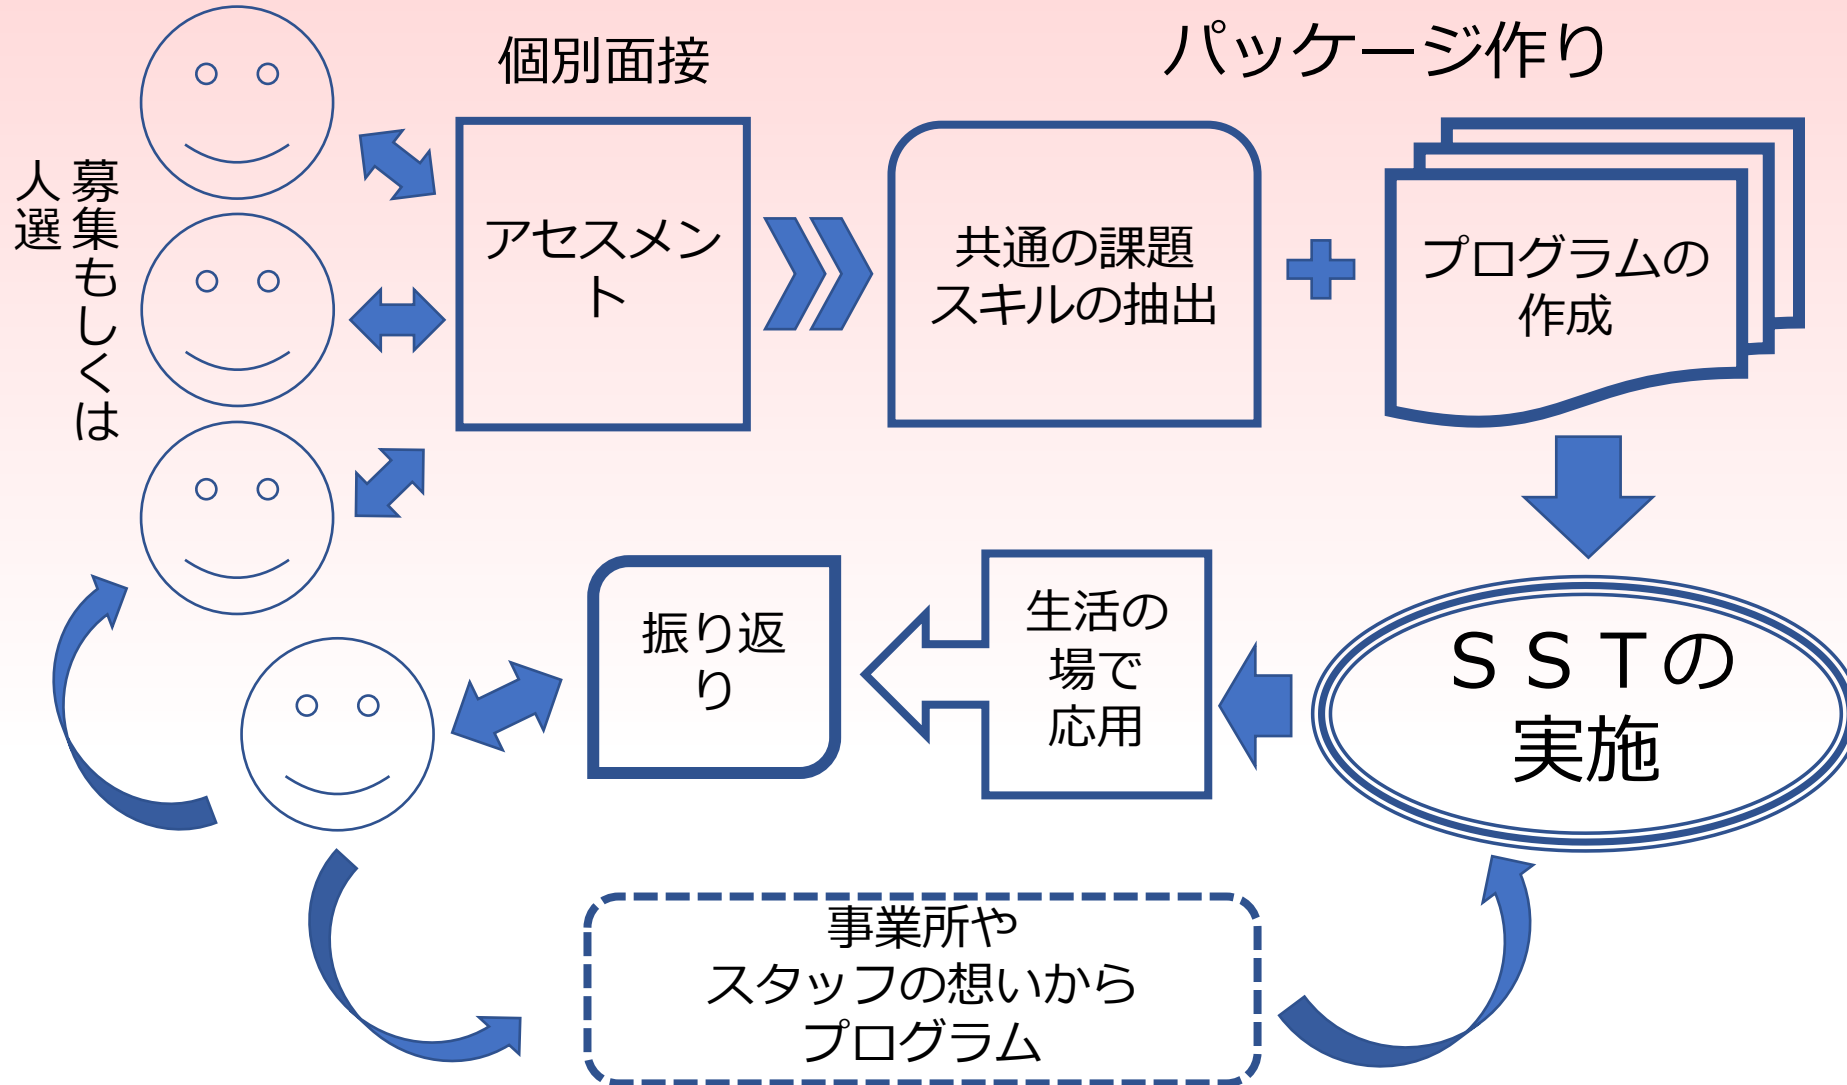 個別面接
パッケージ作り
募集もしくは
人選
アセスメン
ト
共通の課題
スキルの抽出
プログラムの
作成
ＳＳＴの
実施
生活の
場で
応用
振り返
り
事業所や
スタッフの想いから
プログラム